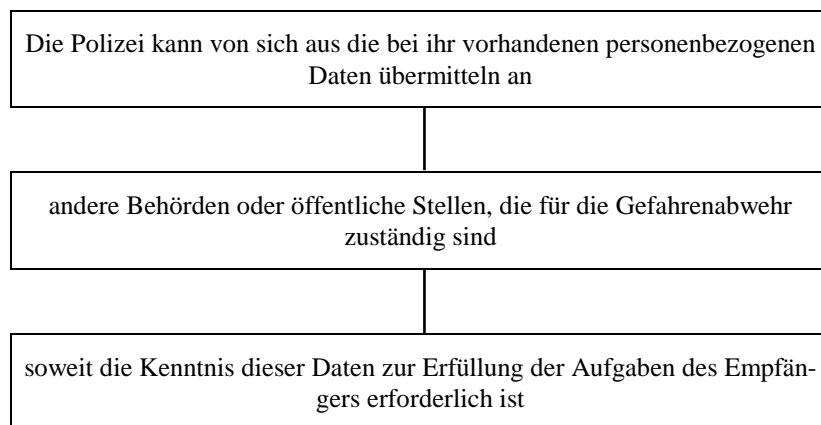 Die Polizei kann von sich aus die bei ihr vorhandenen personenbezogenen
Daten übermitteln an
andere Behörden oder öffentliche Stellen, die für die Gefahrenabwehr
zuständig sind
soweit die Kenntnis dieser Daten zur Erfüllung der Aufgaben des Empfän-
gers erforderlich ist